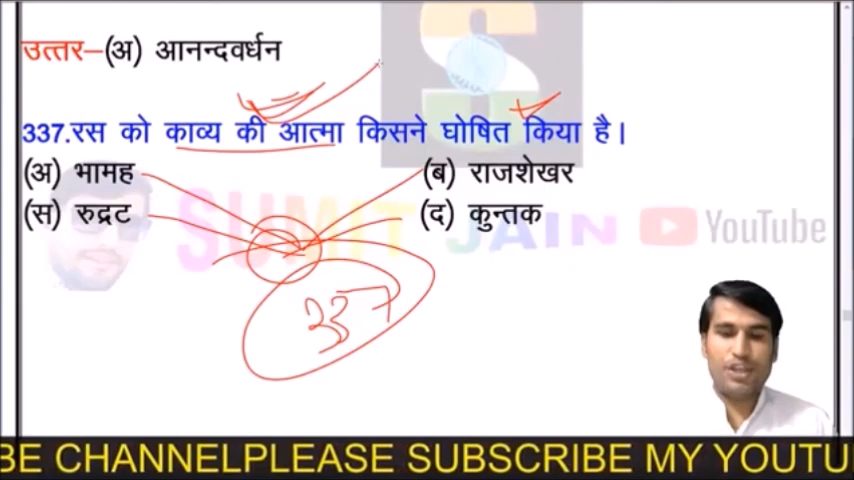 उत्तर–(अ) आनन्दवर्धन
337.रस को काव्य की आत्मा किसने घोषित किया है।
(अ) भामह (ब) राजशेखर
(स) रुद्रट (द) कुन्तक
SUMIT JAIN YouTube
337
BE CHANNELPLEASE SUBSCRIBE MY YOUTU